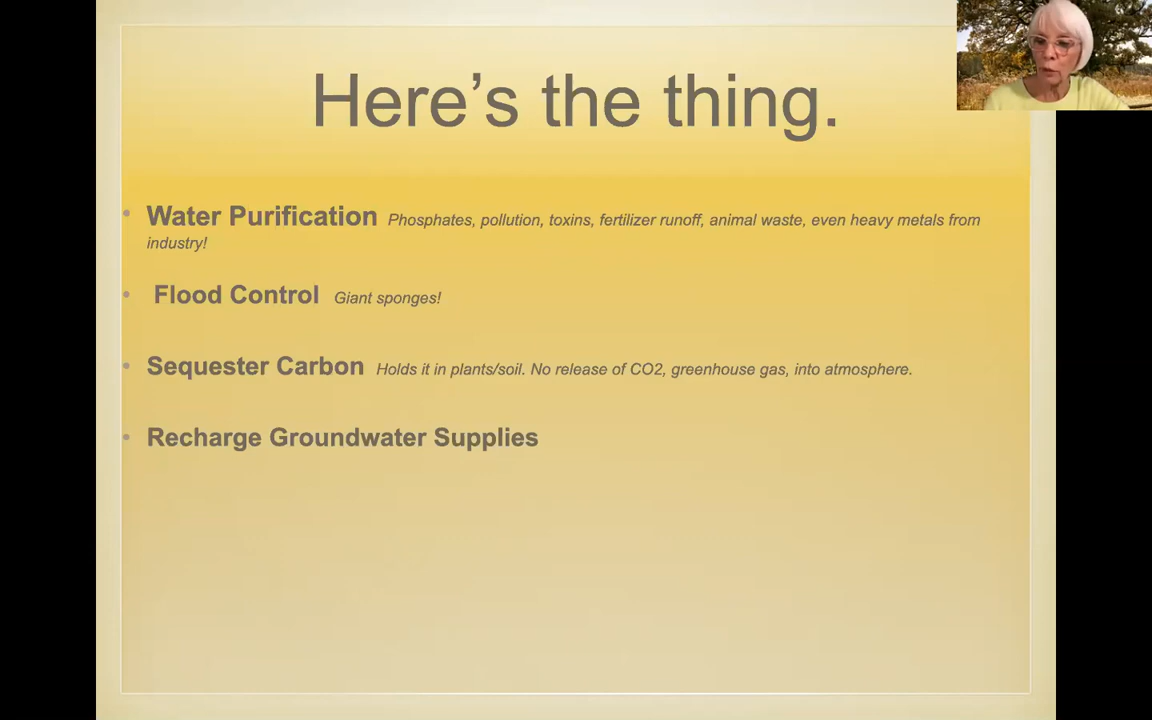 Here's the thing.
• Water Purification Phosphates, pollution, toxins, fertilizer runoff, animal waste, even heavy metals from
industry!
• Flood Control Giant sponges!
• Sequester Carbon Holds it in plants/soil. No release of CO2, greenhouse gas, into atmosphere.
• Recharge Groundwater Supplies